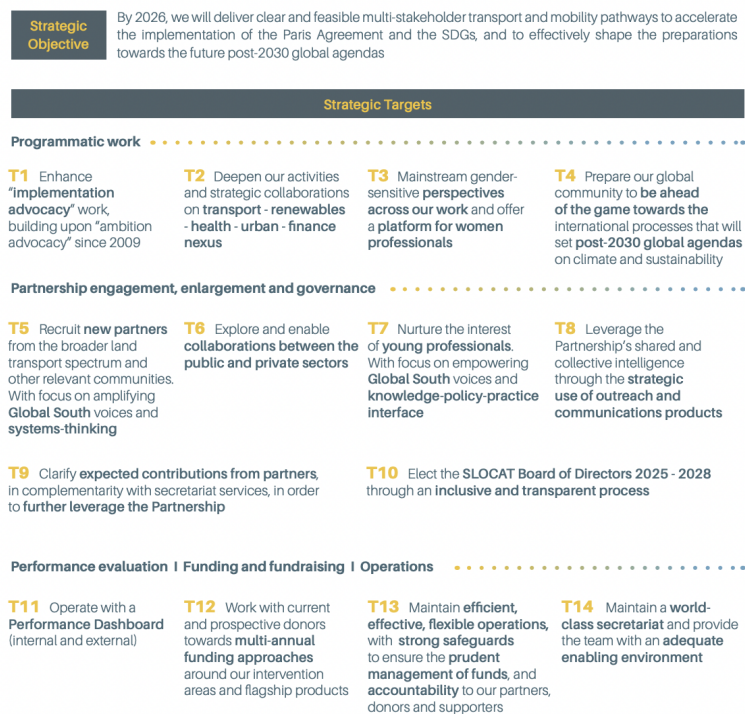 Strategic
Objective
By 2026, we will deliver clear and feasible multi-stakeholder transport and mobility pathways to accelerate
the implementation of the Paris Agreement and the SDGs, and to effectively shape the preparations
towards the future post-2030 global agendas
Strategic Targets
Programmatic work
T1 Enhance
"implementation
advocacy" work,
building upon "ambition
advocacy" since 2009
T2 Deepen our activities
and strategic collaborations
on transport - renewables
- health - urban - finance
nexus
T3 Mainstream gender-
sensitive perspectives
across our work and offer
a platform for women
professionals
T4 Prepare our global
community to be ahead
of the game towards the
international processes that will
set post-2030 global agendas
on climate and sustainability
Partnership engagement, enlargement and governance
T5 Recruit new partners
from the broader land
transport spectrum and
other relevant communities.
With focus on amplifying
Global South voices and
systems-thinking
T6 Explore and enable
collaborations between the
public and private sectors
T7 Nurture the interest
of young professionals.
With focus on empowering
Global South voices and
knowledge-policy-practice
interface
T8 Leverage the
Partnership's shared and
collective intelligence
through the strategic
use of outreach and
communications products
T9 Clarify expected contributions from partners,
in complementarity with secretariat services, in order
to further leverage the Partnership
T10 Elect the SLOCAT Board of Directors 2025 - 2028
through an inclusive and transparent process
Performance evaluation I Funding and fundraising I Operations
T11 Operate with a
Performance Dashboard
(internal and external)
T12 Work with current
and prospective donors
towards multi-annual
funding approaches
around our intervention
areas and flagship products
T13 Maintain efficient,
effective, flexible operations,
with strong safeguards
to ensure the prudent
management of funds, and
accountability to our partners,
donors and supporters
T14 Maintain a world-
class secretariat and provide
the team with an adequate
enabling environment